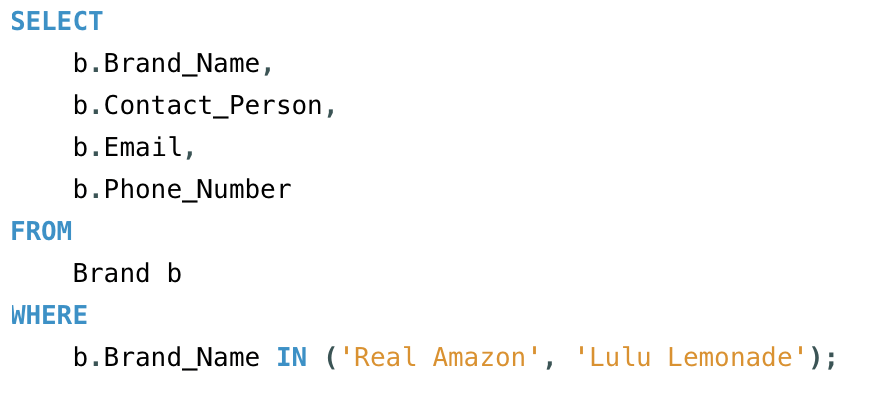 SELECT
    b.Brand_Name,
    b.Contact_Person,
    b.Email,
    b.Phone_Number
FROM
    Brand b
WHERE
    b.Brand_Name IN ('Real Amazon', 'Lulu Lemonade');